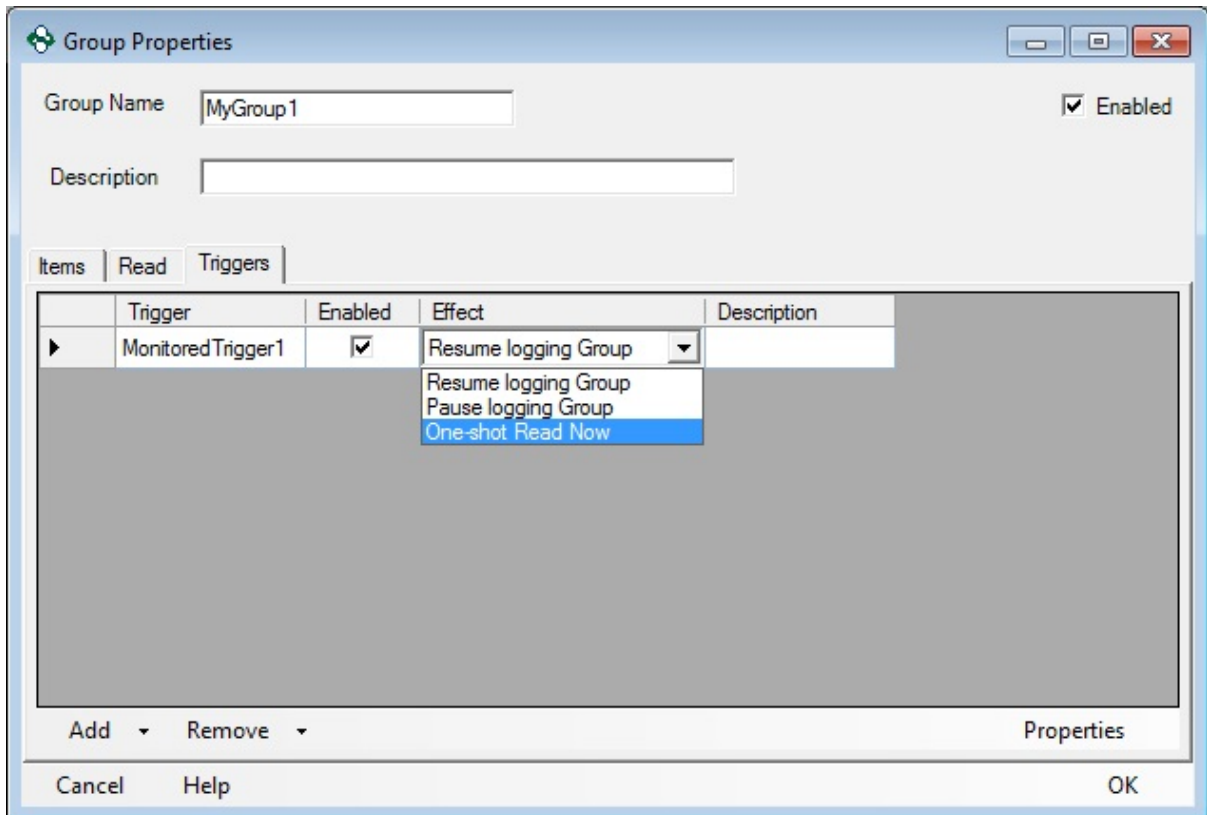 Group Properties
Group Name MyGroup1 Enabled
Description
Items Read Triggers
Trigger Enabled Effect Description
MonitoredTrigger1 Resume logging Group
Resume logging Group
Pause logging Group
One-shot Read Now
Add Remove Properties
Cancel Help OK